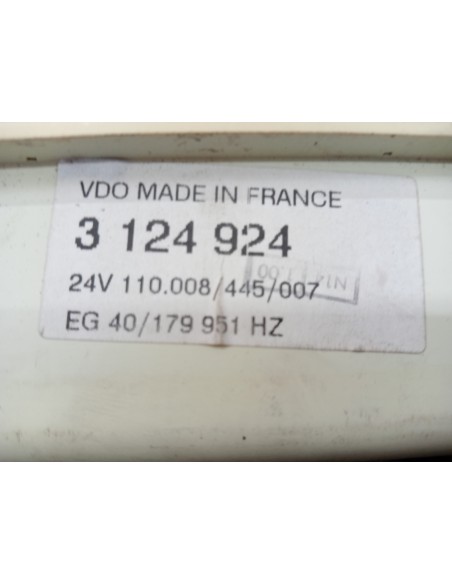 VDO MADE IN FRANCE
3 124 924
24V 110.008/445/007
EG 40/179 951 HZ